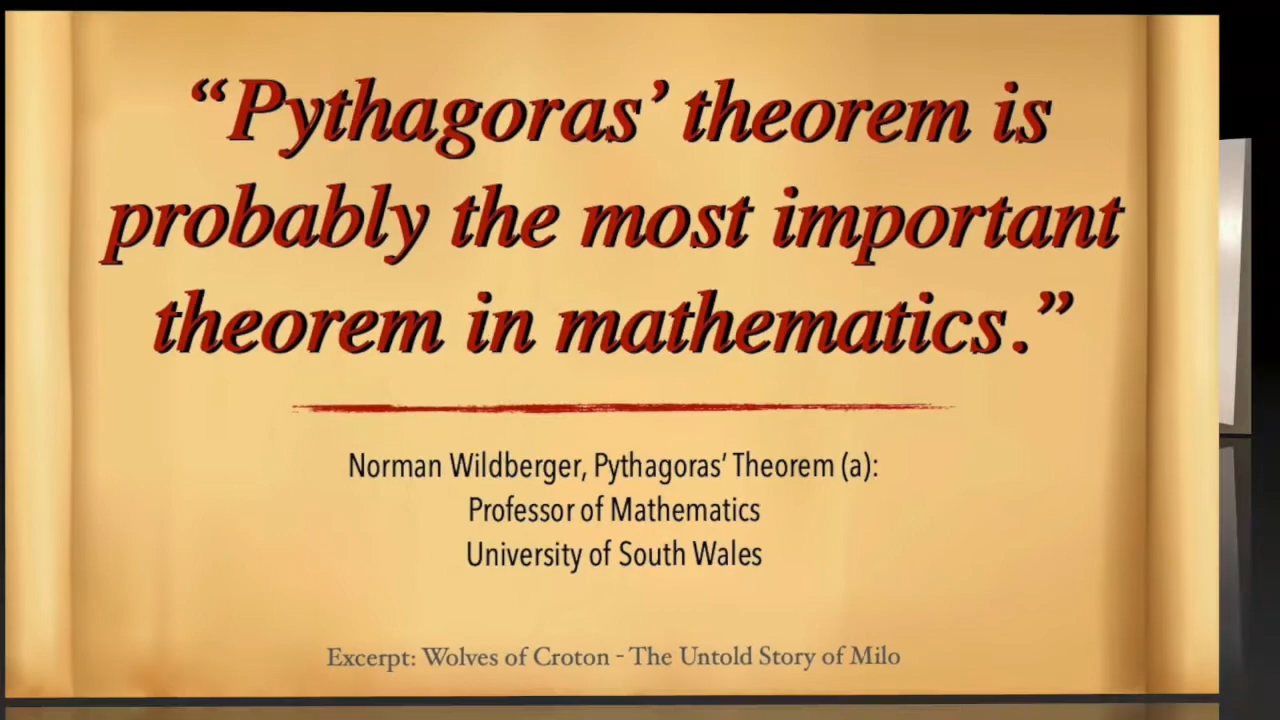 “Pythagoras’ theorem is
probably the most important
theorem in mathematics.”
Norman Wildberger, Pythagoras’ Theorem (a):
Professor of Mathematics
University of South Wales
Excerpt: Wolves of Croton - The Untold Story of Milo